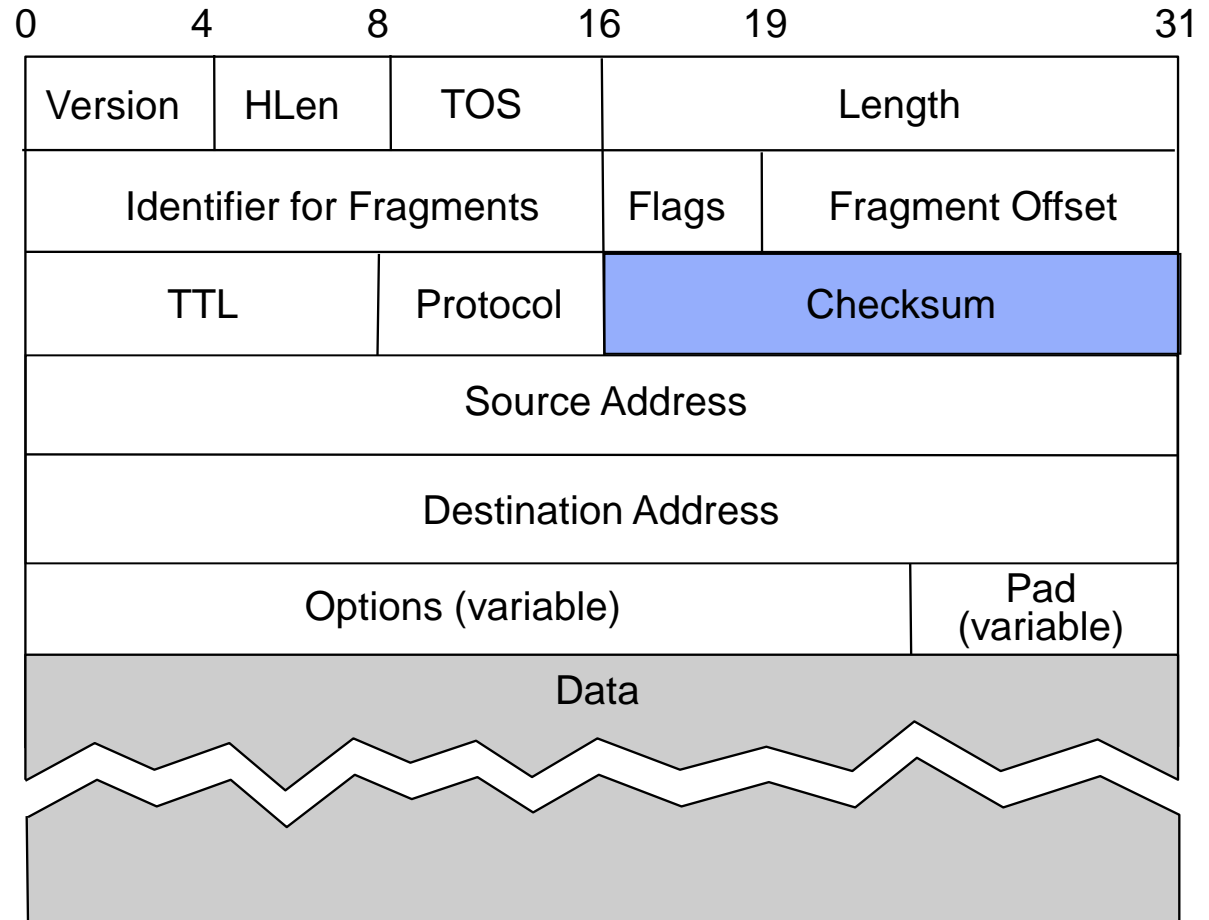 0 4 8 16 19 31
Version HLen TOS Length
Identifier for Fragments Flags Fragment Offset
TTL Protocol Checksum
Source Address
Destination Address
Options (variable) Pad
(variable)
Data